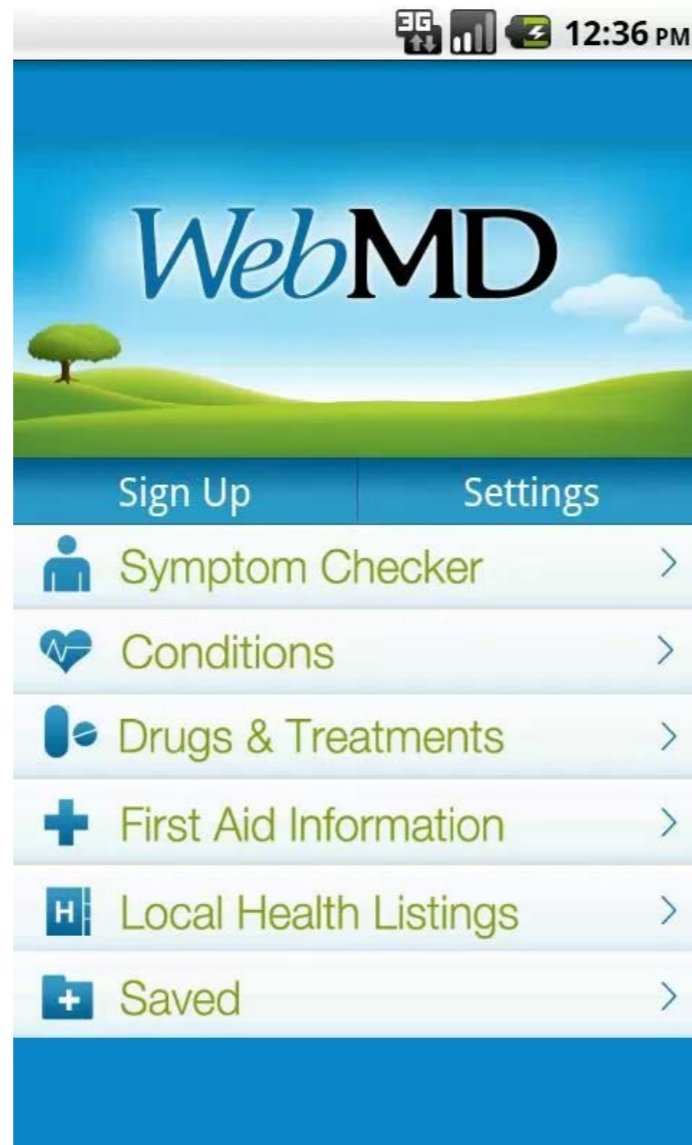 3G 12:36 PM
WebMD
Sign Up Settings
Symptom Checker
Conditions
Drugs & Treatments
First Aid Information
H Local Health Listings
Saved